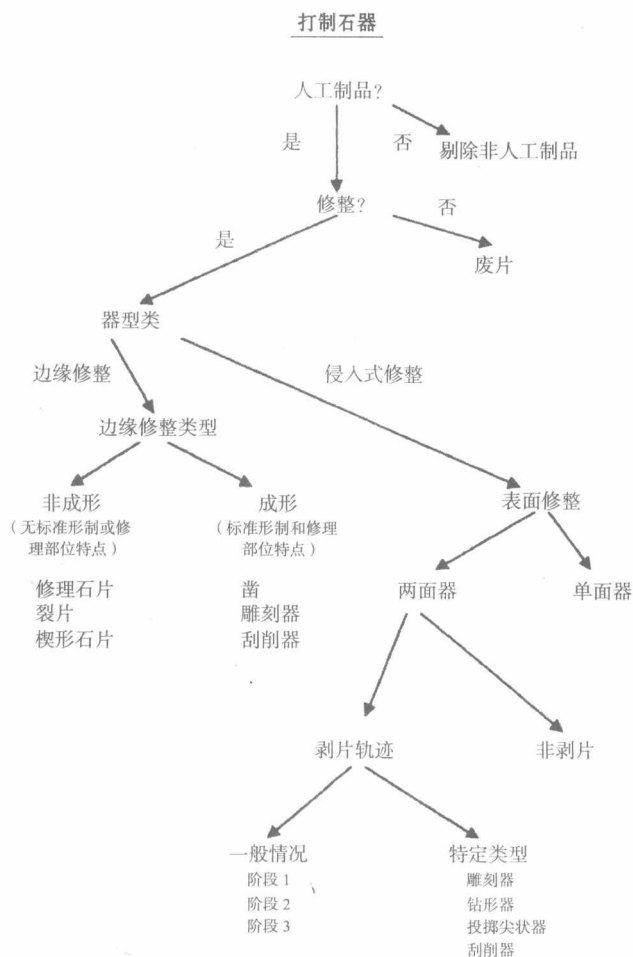 打制石器
人工制品?
是
否
剔除非人工制品
修整?
是
否
废片
器型类
边缘修整
侵入式修整
边缘修整类型
非成形
(无标准形制或修
理部位特点)
成形
(标准形制和修理
部位特点)
表面修整
修理石片
裂片
楔形石片
凿
雕刻器
刮削器
两面器
单面器
剥片轨迹
非剥片
一般情况
阶段 1
阶段 2
阶段 3
特定类型
雕刻器
钻形器
投掷尖状器
刮削器